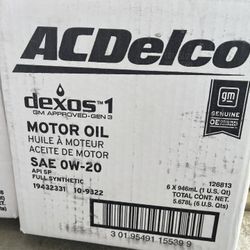 ACDelco
dexos™1
GM APPROVED-GEN 3
gm
GENUINE
MOTOR OIL
HUILE À MOTEUR
ACEITE DE MOTOR
SAE 0W-20
API SP
FULL SYNTHETIC
19432331 10-9322
126813
6 X 946mL (1 U.S. Qt)
TOTAL CONT. NET.
5.678L (6 U.S. Qts)
3 01 95491 15539 9